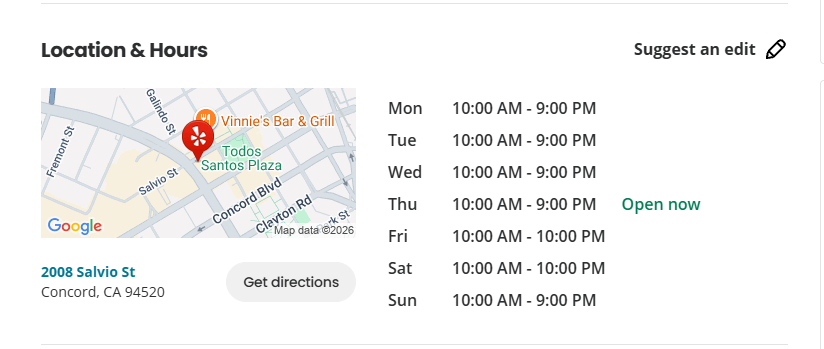 Location & Hours
Suggest an edit
Galindo St
Vinnie's Bar & Grill
Fremont St
Todos
Santos Plaza
Salvio St
Concord Blvd
Clayton Rd
rk St
Google
Map data ©2026
2008 Salvio St
Concord, CA 94520
Get directions
Mon 10:00 AM - 9:00 PM
Tue 10:00 AM - 9:00 PM
Wed 10:00 AM - 9:00 PM
Thu 10:00 AM - 9:00 PM Open now
Fri 10:00 AM - 10:00 PM
Sat 10:00 AM - 10:00 PM
Sun 10:00 AM - 9:00 PM